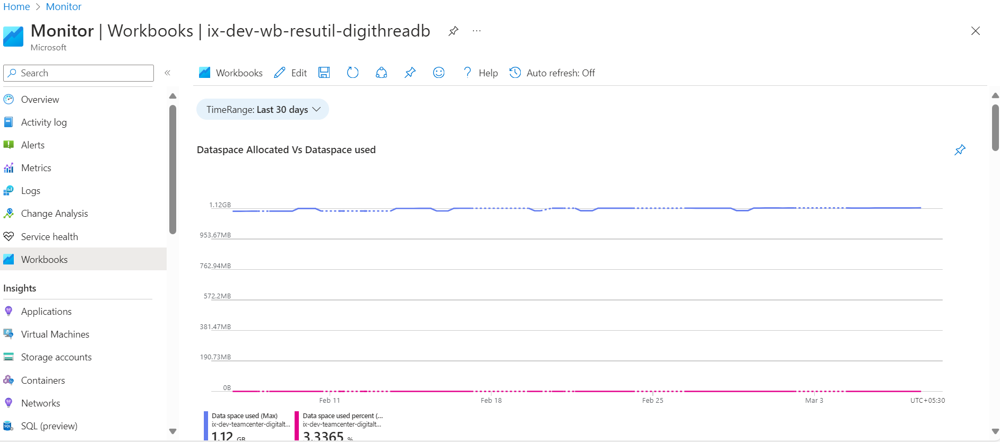 Home > Monitor
Monitor | Workbooks | ix-dev-wb-resutil-digithreadb
Microsoft
Search
Overview
Activity log
Alerts
Metrics
Logs
Change Analysis
Service health
Workbooks
Insights
Applications
Virtual Machines
Storage accounts
Containers
Networks
SQL (preview)
Workbooks Edit Help Auto refresh: Off
TimeRange: Last 30 days
Dataspace Allocated Vs Dataspace used
1.12GB
953.67MB
762.94MB
572.2MB
381.47MB
190.73MB
0B
Feb 11 Feb 18 Feb 25 Mar 3 UTC+05:30
Data space used (Max)
ix-dev-teamcenter-digitalt...
1.12 GB
Data space used percent (...
ix-dev-teamcenter-digitalt...
3.3365 %